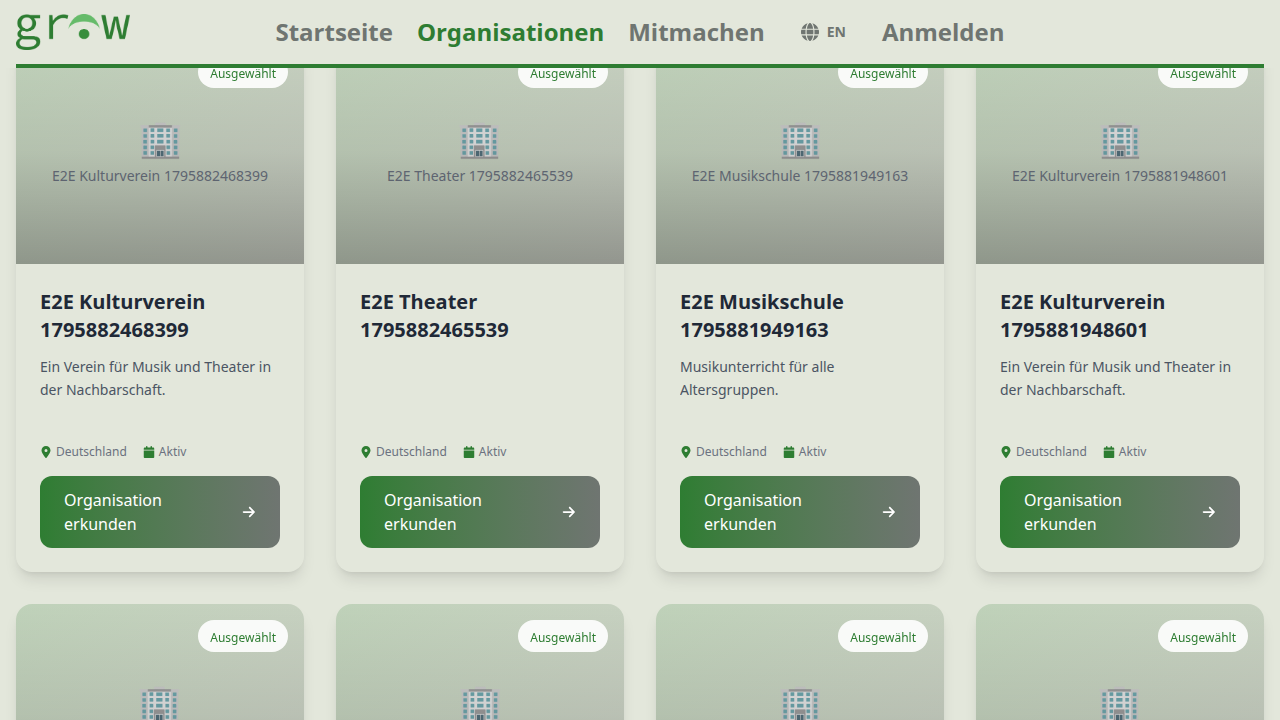 grow
Startseite
Organisationen
Mitmachen
EN
Anmelden
Ausgewählt
Ausgewählt
Ausgewählt
Ausgewählt
E2E Kulturverein 1795882468399
E2E Theater 1795882465539
E2E Musikschule 1795881949163
E2E Kulturverein 1795881948601
E2E Kulturverein
1795882468399
Ein Verein für Musik und Theater in
der Nachbarschaft.
Deutschland
Aktiv
Organisation
erkunden
E2E Theater
1795882465539
Deutschland
Aktiv
Organisation
erkunden
E2E Musikschule
1795881949163
Musikunterricht für alle
Altersgruppen.
Deutschland
Aktiv
Organisation
erkunden
E2E Kulturverein
1795881948601
Ein Verein für Musik und Theater in
der Nachbarschaft.
Deutschland
Aktiv
Organisation
erkunden
Ausgewählt
Ausgewählt
Ausgewählt
Ausgewählt